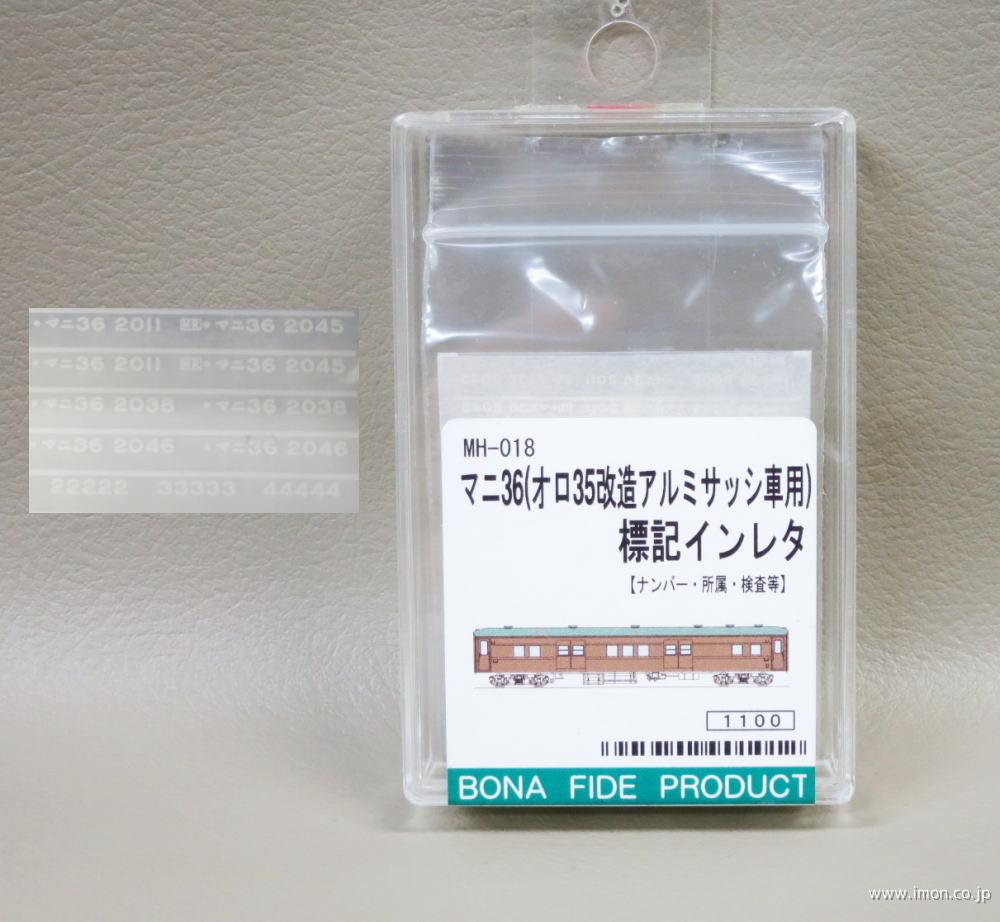 ・マニ36 2011 ・マニ36 2045
・マニ36 2011 ・マニ36 2045
・マニ36 2038 ・マニ36 2038
・マニ36 2046 ・マニ36 2046
22222 33333 44444
MH-018
マニ36(オロ35改造アルミサッシ車用)
標記インレタ
【ナンバー・所属・検査等】
1100
BONA FIDE PRODUCT
www.imon.co.jp